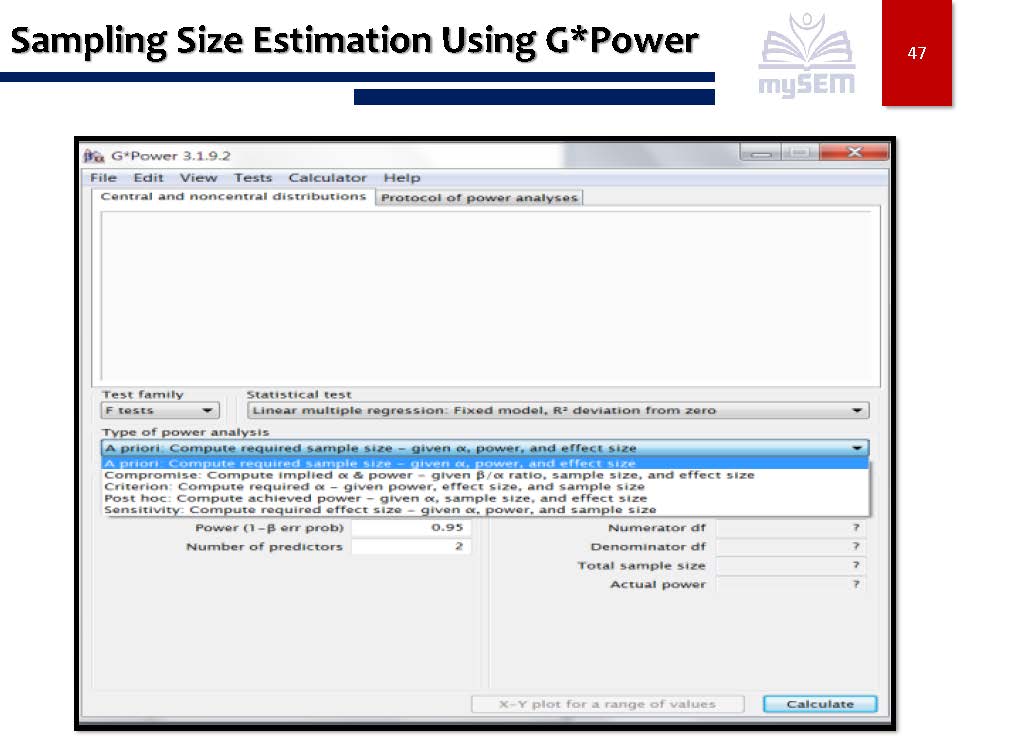 Sampling Size Estimation Using G*Power
mySEM
47
G*Power 3.1.9.2
File Edit View Tests Calculator Help
Central and noncentral distributions Protocol of power analyses
Test family Statistical test
F tests Linear multiple regression: Fixed model, R² deviation from zero
Type of power analysis
A priori: Compute required sample size – given α, power, and effect size
A priori: Compute required sample size – given α, power, and effect size
Compromise: Compute implied α & power – given β/α ratio, sample size, and effect size
Criterion: Compute required α – given power, effect size, and sample size
Post hoc: Compute achieved power – given α, sample size, and effect size
Sensitivity: Compute required effect size – given α, power, and sample size
Power (1-β err prob) 0.95 Numerator df ?
Number of predictors 2 Denominator df ?
Total sample size ?
Actual power ?
X-Y plot for a range of values Calculate